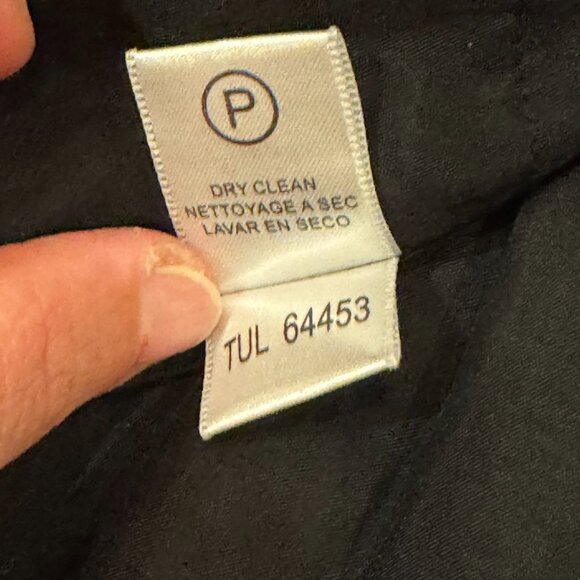 P
DRY CLEAN
NETTOYAGE A SEC
LAVAR EN SECO
TUL 64453